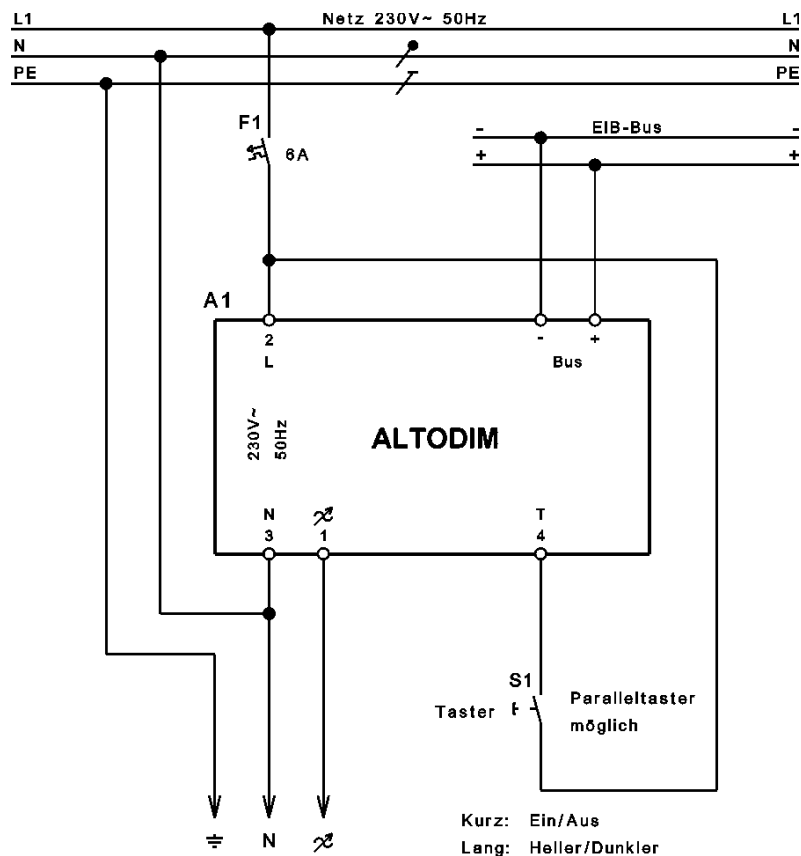 L1 Netz 230V~ 50Hz L1
N N
PE PE
F1
6A
- EIB-Bus -
+ +
A1
2 - +
L Bus
230V~
50Hz
ALTODIM
N T
3 1 4
S1
Taster
Paralleltaster
möglich
N
Kurz: Ein/Aus
Lang: Heller/Dunkler